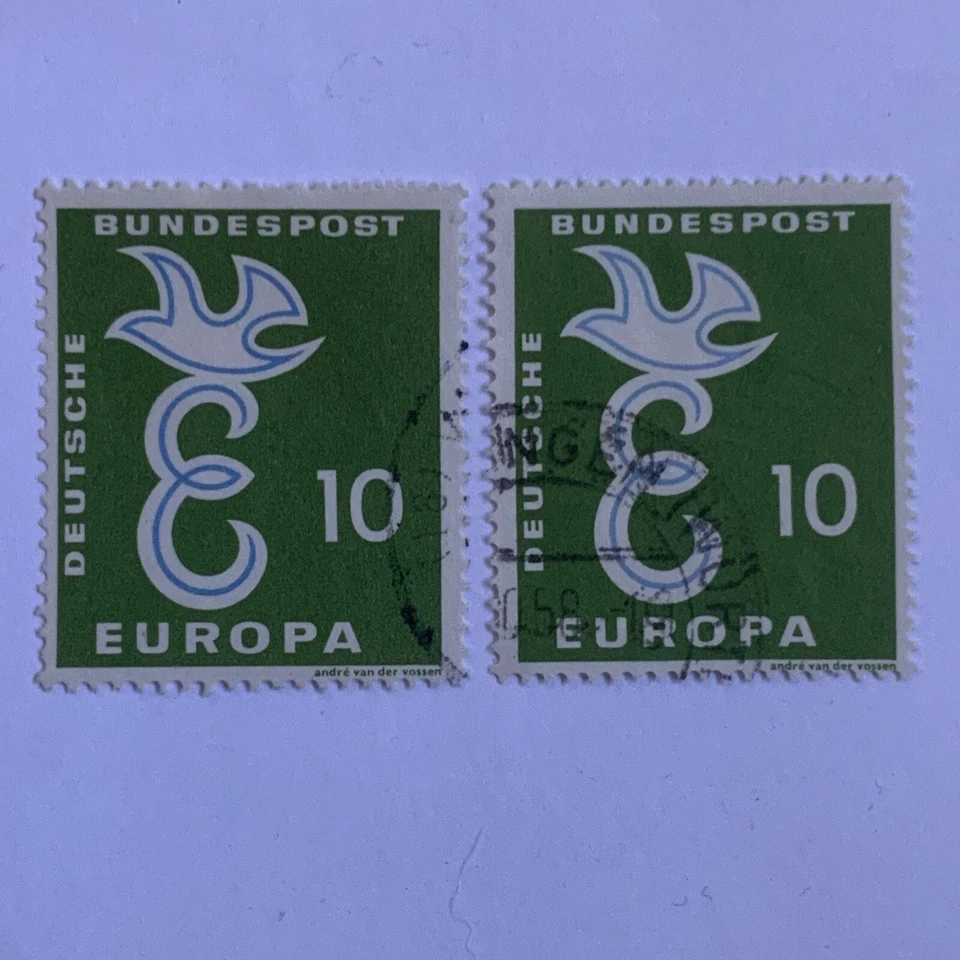 BUNDESPOST
DEUTSCHE
10
EUROPA
andré van der vossen
BUNDESPOST
DEUTSCHE
10
EUROPA
andré van der vossen